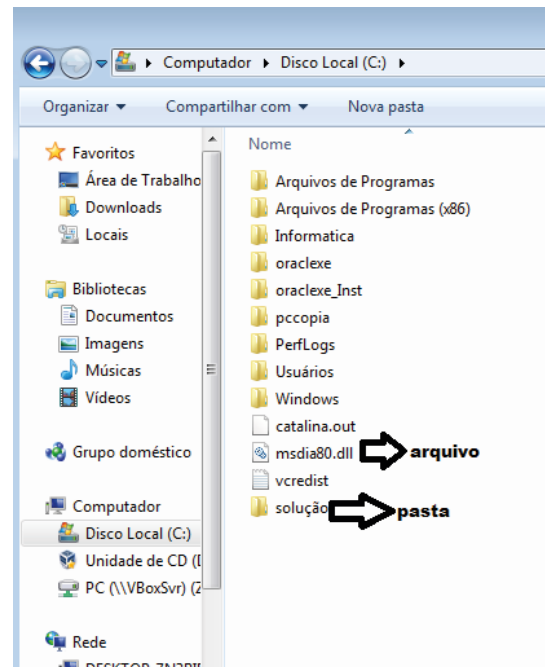 Computador Disco Local (C:)
Organizar Compartilhar com Nova pasta
Favoritos
Área de Trabalho
Downloads
Locais
Bibliotecas
Documentos
Imagens
Músicas
Vídeos
Grupo doméstico
Computador
Disco Local (C:)
Unidade de CD (
PC (\\VBoxSvr) (Z
Rede
Nome
Arquivos de Programas
Arquivos de Programas (x86)
Informatica
oraclexe
oraclexe_Inst
pccopia
PerfLogs
Usuários
Windows
catalina.out
msdia80.dll arquivo
vcredist
solução pasta